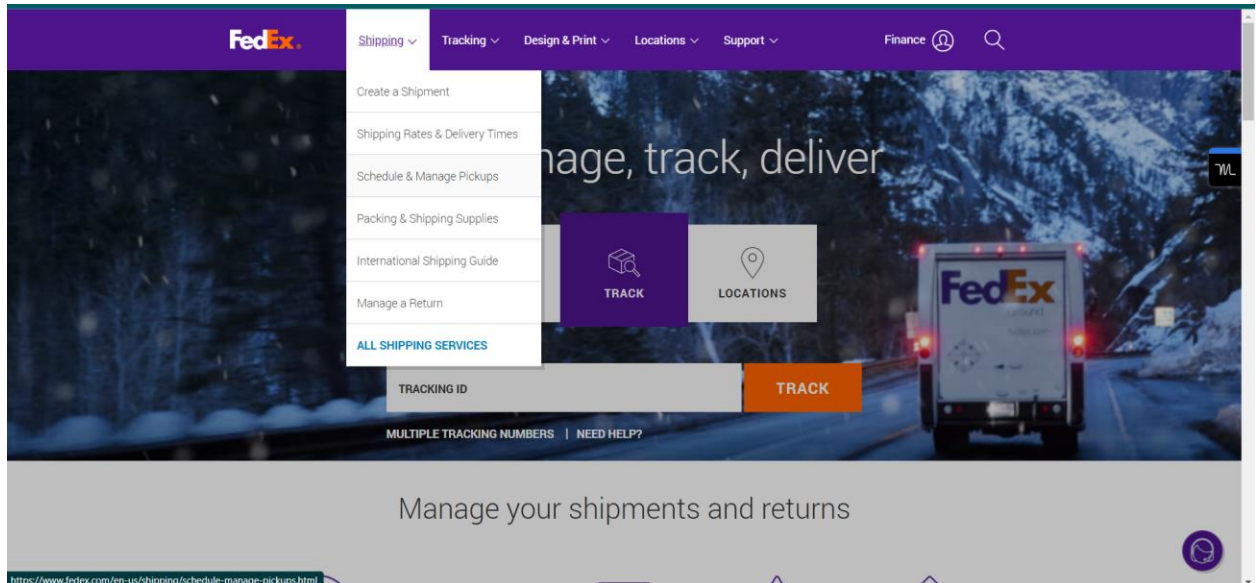 FedEx.
Shipping
Tracking
Design & Print
Locations
Support
Finance
Create a Shipment
Shipping Rates & Delivery Times
Schedule & Manage Pickups
Packing & Shipping Supplies
International Shipping Guide
Manage a Return
ALL SHIPPING SERVICES
nage, track, deliver
TRACK
LOCATIONS
FedEx
Ground
fedex.com
TRACKING ID
TRACK
MULTIPLE TRACKING NUMBERS | NEED HELP?
Manage your shipments and returns
https://www.fedex.com/en-us/shipping/schedule-manage-pickups.html